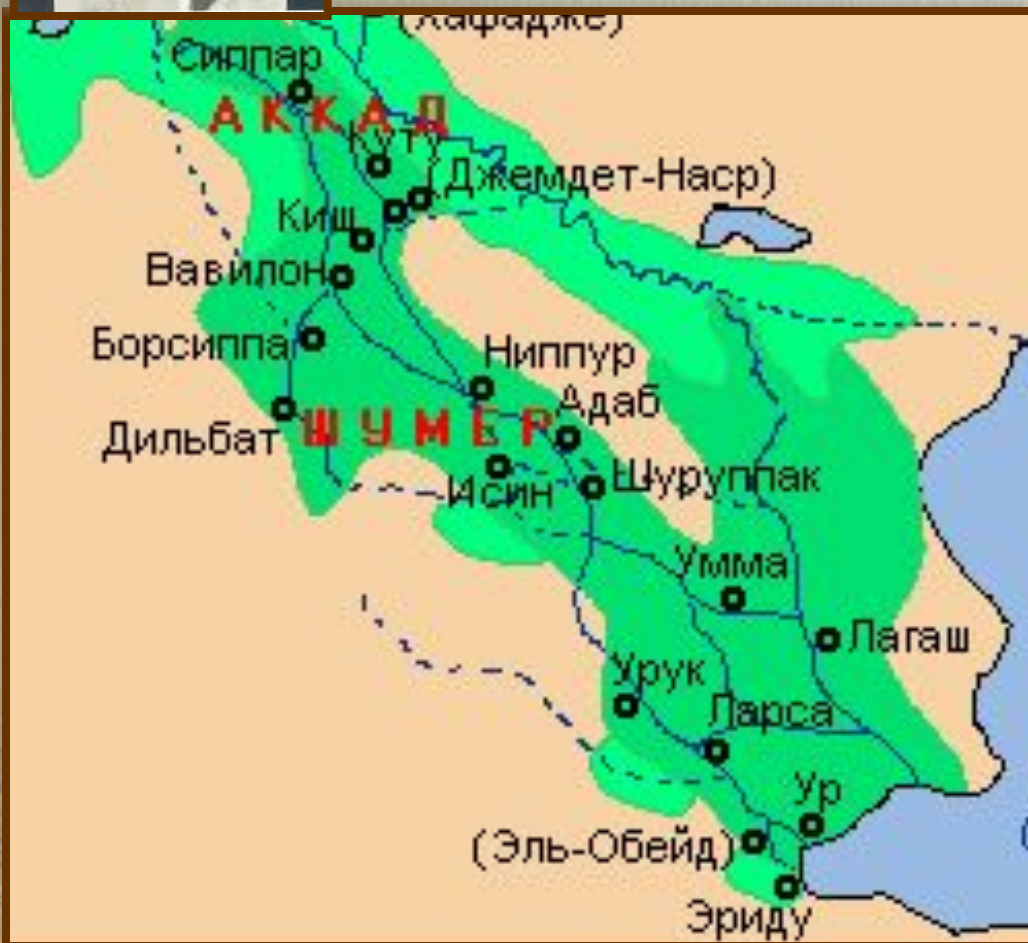 (Хафадже)
Сиппар
АККАД
Куту
Джемдет-Наср)
Киш
Вавилон
Борсиппа
Ниппур
Адаб
Дильбат
ШУМЕР
Исин
Шуруппак
Умма
Лагаш
Урук
Ларса
Ур
(Эль-Обейд)
Эриду